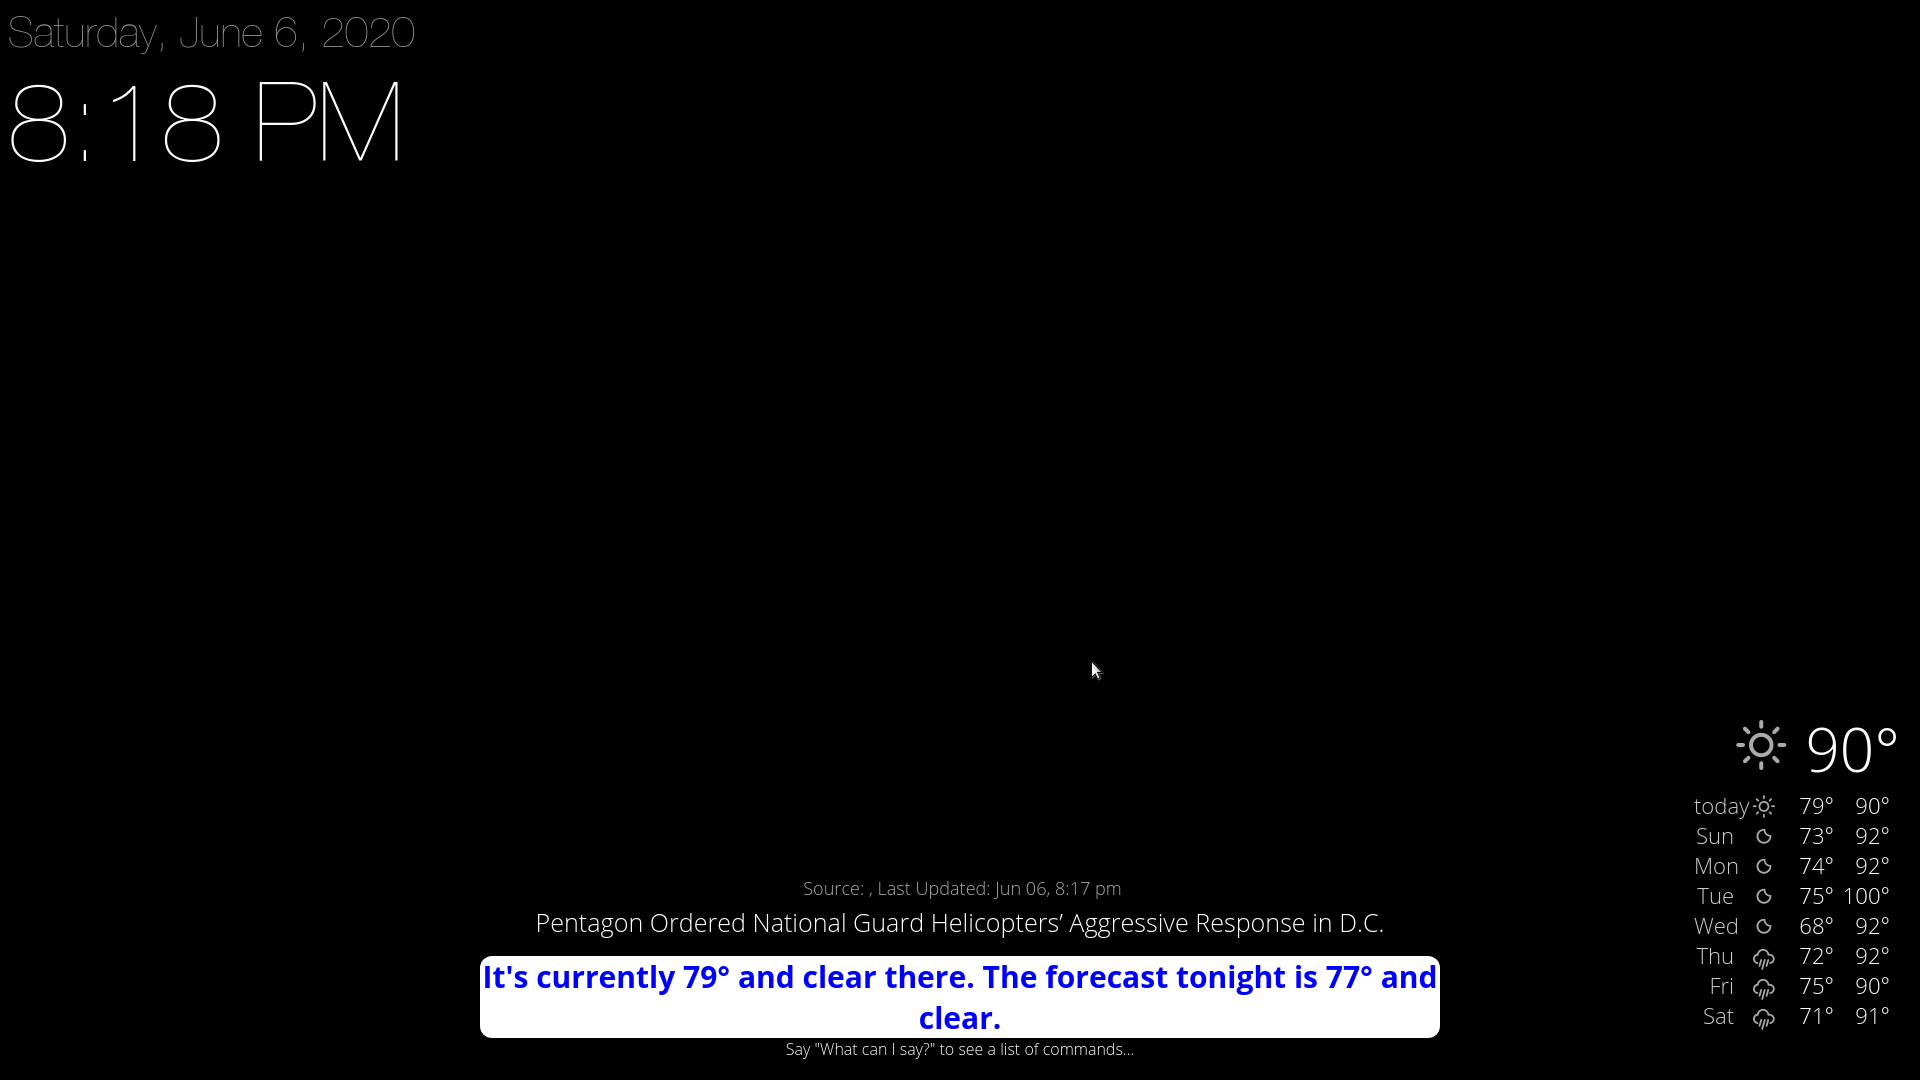 Saturday, June 6, 2020
8:18 PM
90°
today 79° 90°
Sun 73° 92°
Mon 74° 92°
Tue 75° 100°
Wed 68° 92°
Thu 72° 92°
Fri 75° 90°
Sat 71° 91°
Source: , Last Updated: Jun 06, 8:17 pm
Pentagon Ordered National Guard Helicopters’ Aggressive Response in D.C.
It's currently 79° and clear there. The forecast tonight is 77° and
clear.
Say "What can I say?" to see a list of commands...